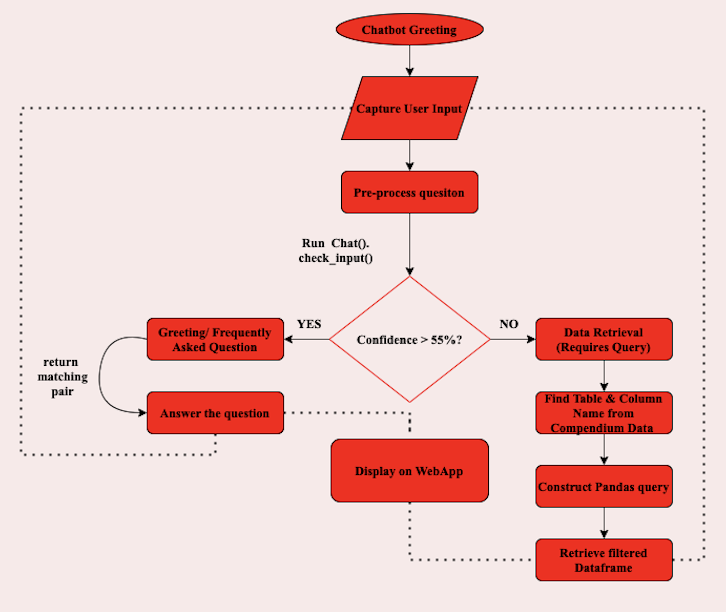 Chatbot Greeting
Capture User Input
Pre-process quesiton
Run Chat().
check_input()
Confidence > 55%?
YES
NO
Greeting/ Frequently
Asked Question
return
matching
pair
Answer the question
Data Retrieval
(Requires Query)
Find Table & Column
Name from
Compendium Data
Construct Pandas query
Retrieve filtered
Dataframe
Display on WebApp